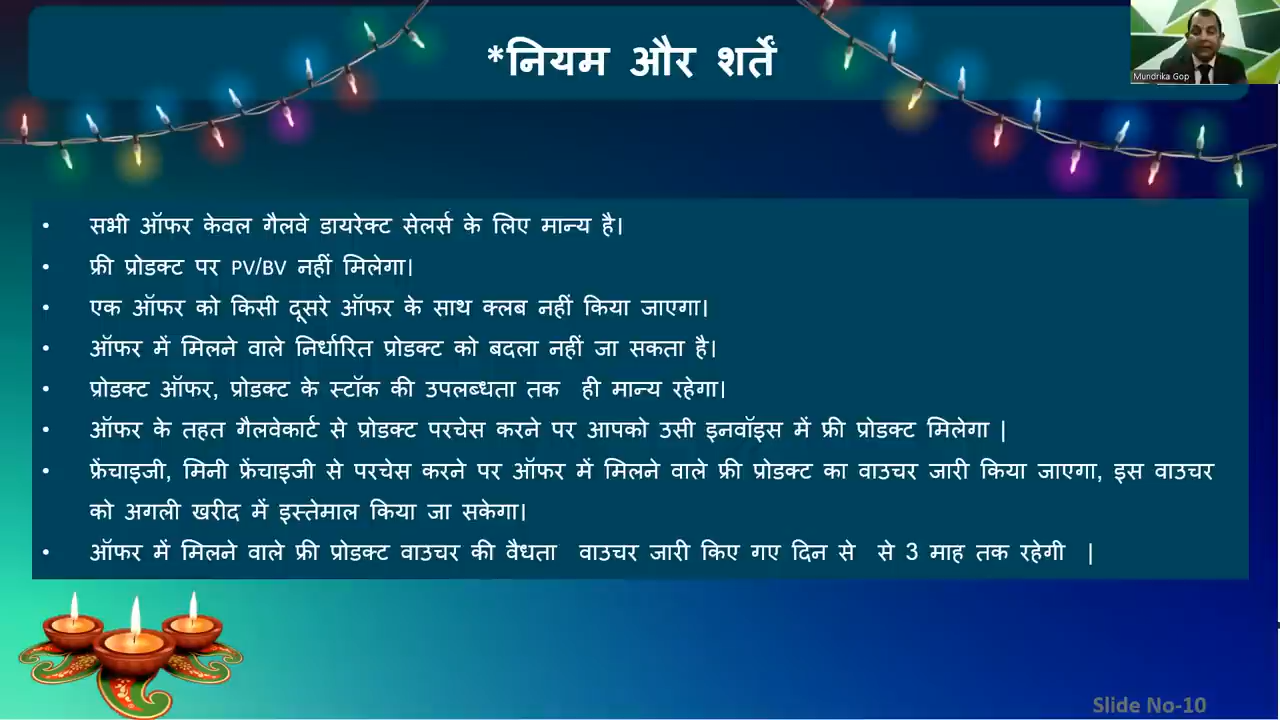 *नियम और शर्तें
Mundrika Gop
• सभी ऑफर केवल गैलवे डायरेक्ट सेलर्स के लिए मान्य है।
• फ्री प्रोडक्ट पर PV/BV नहीं मिलेगा।
• एक ऑफर को किसी दूसरे ऑफर के साथ क्लब नहीं किया जाएगा।
• ऑफर में मिलने वाले निर्धारित प्रोडक्ट को बदला नहीं जा सकता है।
• प्रोडक्ट ऑफर, प्रोडक्ट के स्टॉक की उपलब्धता तक ही मान्य रहेगा।
• ऑफर के तहत गैलवेकार्ट से प्रोडक्ट परचेस करने पर आपको उसी इनवॉइस में फ्री प्रोडक्ट मिलेगा |
• फ्रेंचाइजी, मिनी फ्रेंचाइजी से परचेस करने पर ऑफर में मिलने वाले फ्री प्रोडक्ट का वाउचर जारी किया जाएगा, इस वाउचर
को अगली खरीद में इस्तेमाल किया जा सकेगा।
• ऑफर में मिलने वाले फ्री प्रोडक्ट वाउचर की वैधता वाउचर जारी किए गए दिन से से 3 माह तक रहेगी |
Slide No-10